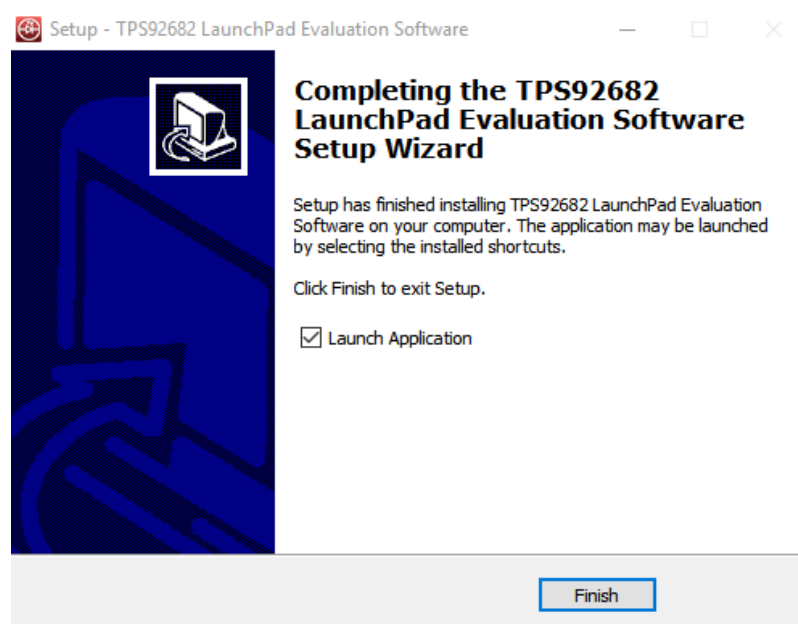 Setup - TPS92682 LaunchPad Evaluation Software
Completing the TPS92682
LaunchPad Evaluation Software
Setup Wizard
Setup has finished installing TPS92682 LaunchPad Evaluation
Software on your computer. The application may be launched
by selecting the installed shortcuts.
Click Finish to exit Setup.
Launch Application
Finish